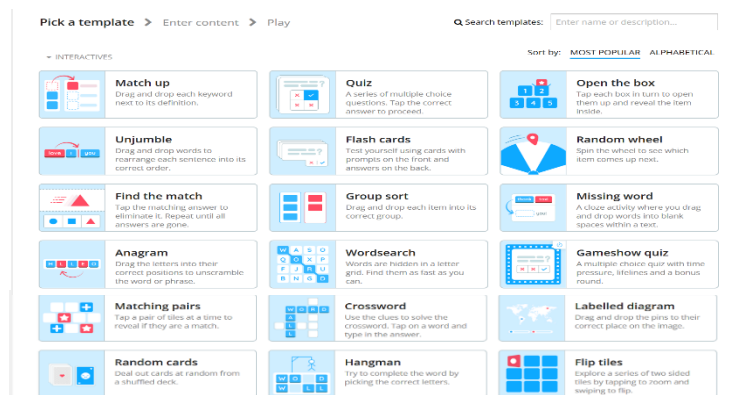 Pick a template > Enter content > Play
Search templates: Enter name or description...
Sort by: MOST POPULAR ALPHABETICAL
INTERACTIVES
Match up
Drag and drop each keyword
next to its definition.
Quiz
A series of multiple choice
questions. Tap the correct
answer to proceed.
Open the box
Tap each box in turn to open
them up and reveal the item
inside.
1 2
3 4 5
Unjumble
Drag and drop words to
rearrange each sentence into its
correct order.
love I you
Flash cards
Test yourself using cards with
prompts on the front and
answers on the back.
Random wheel
Spin the wheel to see which
item comes up next.
Find the match
Tap the matching answer to
eliminate it. Repeat until all
answers are gone.
Group sort
Drag and drop each item into its
correct group.
Missing word
A cloze activity where you drag
and drop words into blank
spaces within a text.
you
Anagram
Drag the letters into their
correct positions to unscramble
the word or phrase.
Wordsearch
Words are hidden in a letter
grid. Find them as fast as you
can.
W A S O
Q O X P
F J R U
B N G D
Gameshow quiz
A multiple choice quiz with time
pressure, lifelines and a bonus
round.
Matching pairs
Tap a pair of tiles at a time to
reveal if they are a match.
Crossword
Use the clues to solve the
crossword. Tap on a word and
type in the answer.
W O R D
A
L
L
Labelled diagram
Drag and drop the pins to their
correct place on the image.
Random cards
Deal out cards at random from
a shuffled deck.
Hangman
Try to complete the word by
picking the correct letters.
W O D
W L L
Flip tiles
Explore a series of two sided
tiles by tapping to zoom and
swiping to flip.